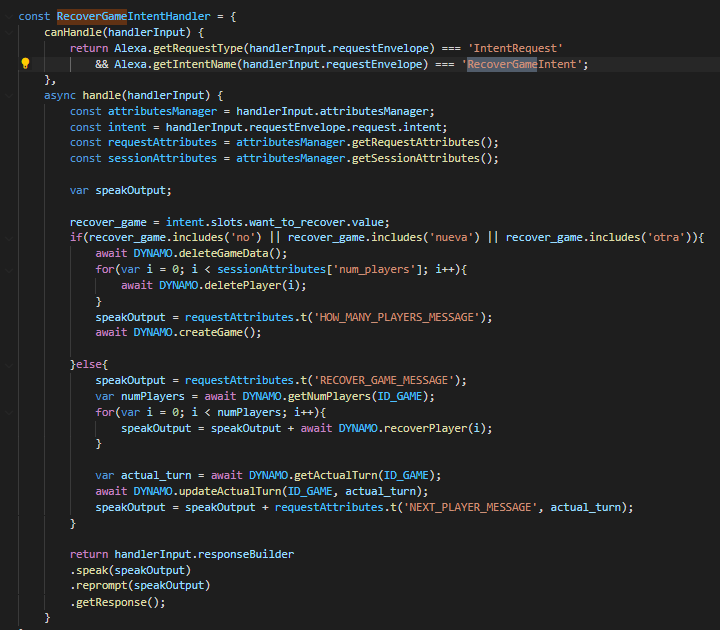 const RecoverGameIntentHandler = {
    canHandle(handlerInput) {
        return Alexa.getRequestType(handlerInput.requestEnvelope) === 'IntentRequest'
            && Alexa.getIntentName(handlerInput.requestEnvelope) === 'RecoverGameIntent';
    },
    async handle(handlerInput) {
        const attributesManager = handlerInput.attributesManager;
        const intent = handlerInput.requestEnvelope.request.intent;
        const requestAttributes = attributesManager.getRequestAttributes();
        const sessionAttributes = attributesManager.getSessionAttributes();

        var speakOutput;

        recover_game = intent.slots.want_to_recover.value;
        if(recover_game.includes('no') || recover_game.includes('nueva') || recover_game.includes('otra')){
            await DYNAMO.deleteGameData();
            for(var i = 0; i < sessionAttributes['num_players']; i++){
                await DYNAMO.deletePlayer(i);
            }
            speakOutput = requestAttributes.t('HOW_MANY_PLAYERS_MESSAGE');
            await DYNAMO.createGame();

        }else{
            speakOutput = requestAttributes.t('RECOVER_GAME_MESSAGE');
            var numPlayers = await DYNAMO.getNumPlayers(ID_GAME);
            for(var i = 0; i < numPlayers; i++){
                speakOutput = speakOutput + await DYNAMO.recoverPlayer(i);
            }

            var actual_turn = await DYNAMO.getActualTurn(ID_GAME);
            await DYNAMO.updateActualTurn(ID_GAME, actual_turn);
            speakOutput = speakOutput + requestAttributes.t('NEXT_PLAYER_MESSAGE', actual_turn);
        }

        return handlerInput.responseBuilder
        .speak(speakOutput)
        .reprompt(speakOutput)
        .getResponse();
    }